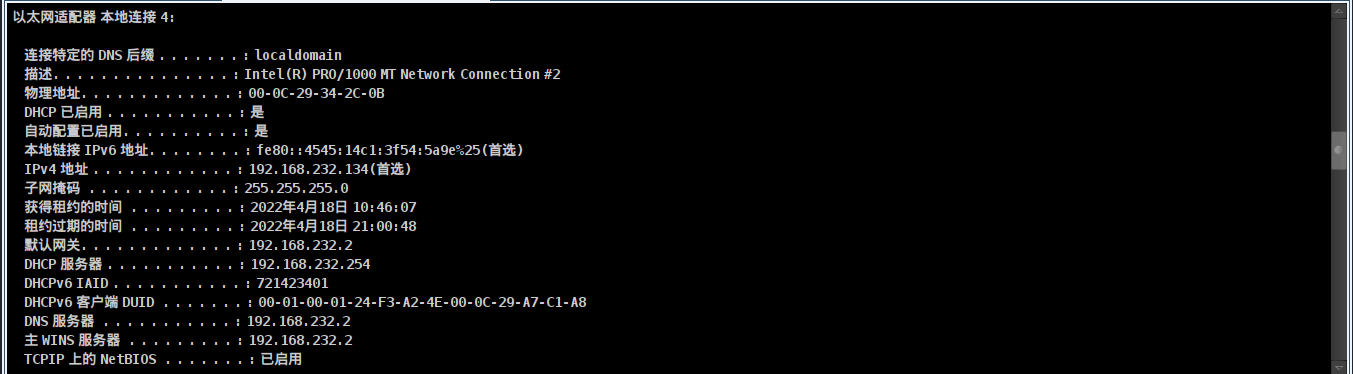 以太网适配器 本地连接 4:
连接特定的 DNS 后缀 . . . . . . . : localdomain
描述. . . . . . . . . . . . . . . : Intel(R) PRO/1000 MT Network Connection #2
物理地址. . . . . . . . . . . . . : 00-0C-29-34-2C-0B
DHCP 已启用 . . . . . . . . . . . : 是
自动配置已启用. . . . . . . . . . : 是
本地链接 IPv6 地址. . . . . . . . : fe80::4545:14c1:3f54:5a9e%25(首选)
IPv4 地址 . . . . . . . . . . . . : 192.168.232.134(首选)
子网掩码 . . . . . . . . . . . . : 255.255.255.0
获得租约的时间 . . . . . . . . . : 2022年4月18日 10:46:07
租约过期的时间 . . . . . . . . . : 2022年4月18日 21:00:48
默认网关. . . . . . . . . . . . . : 192.168.232.2
DHCP 服务器 . . . . . . . . . . . : 192.168.232.254
DHCPv6 IAID . . . . . . . . . . . : 721423401
DHCPv6 客户端 DUID . . . . . . . : 00-01-00-01-24-F3-A2-4E-00-0C-29-A7-C1-A8
DNS 服务器 . . . . . . . . . . . : 192.168.232.2
主 WINS 服务器 . . . . . . . . . : 192.168.232.2
TCPIP 上的 NetBIOS . . . . . . . : 已启用